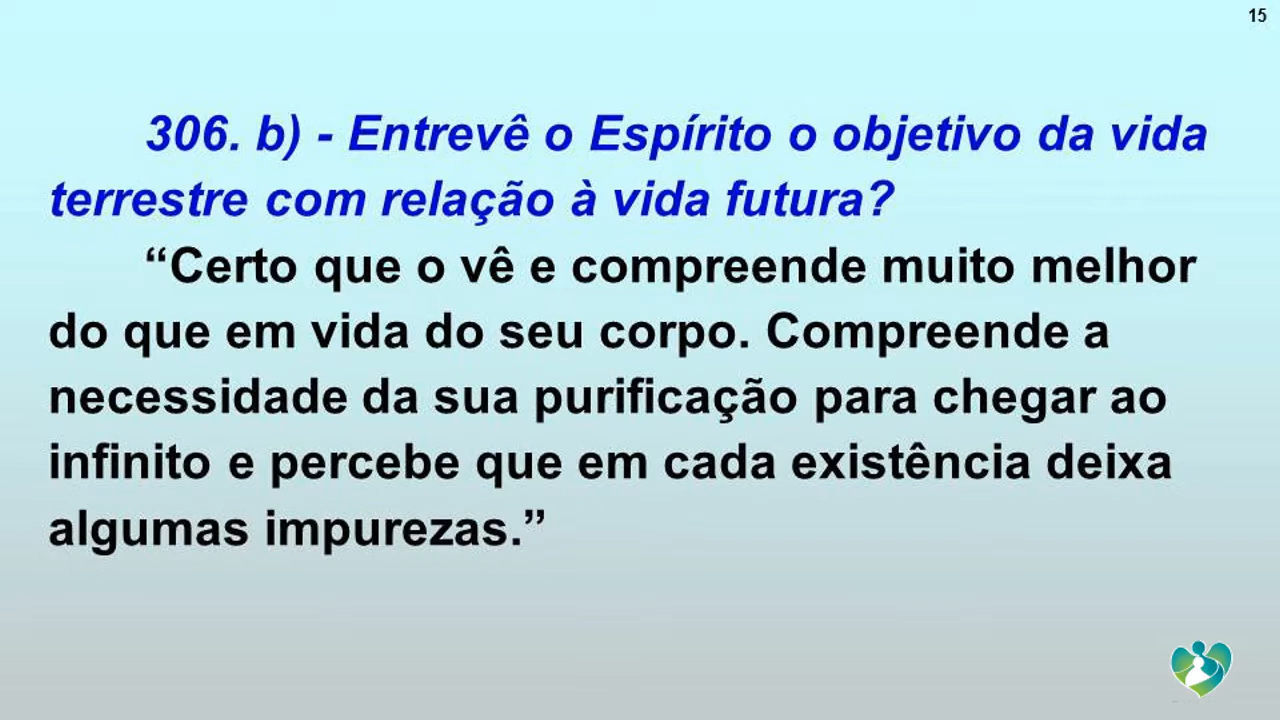 15
306. b) - Entrevê o Espírito o objetivo da vida
terrestre com relação à vida futura?
“Certo que o vê e compreende muito melhor
do que em vida do seu corpo. Compreende a
necessidade da sua purificação para chegar ao
infinito e percebe que em cada existência deixa
algumas impurezas.”